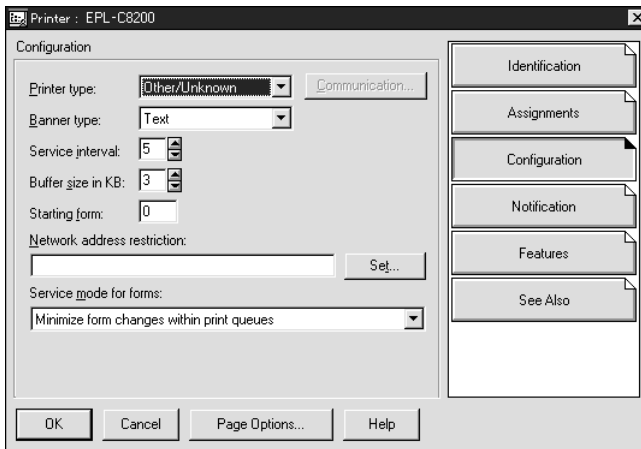 Printer : EPL-C8200
Configuration
Printer type: Other/Unknown Communication...
Banner type: Text
Service interval: 5
Buffer size in KB: 3
Starting form: 0
Network address restriction:
Set...
Service mode for forms:
Minimize form changes within print queues
OK Cancel Page Options... Help
Identification
Assignments
Configuration
Notification
Features
See Also